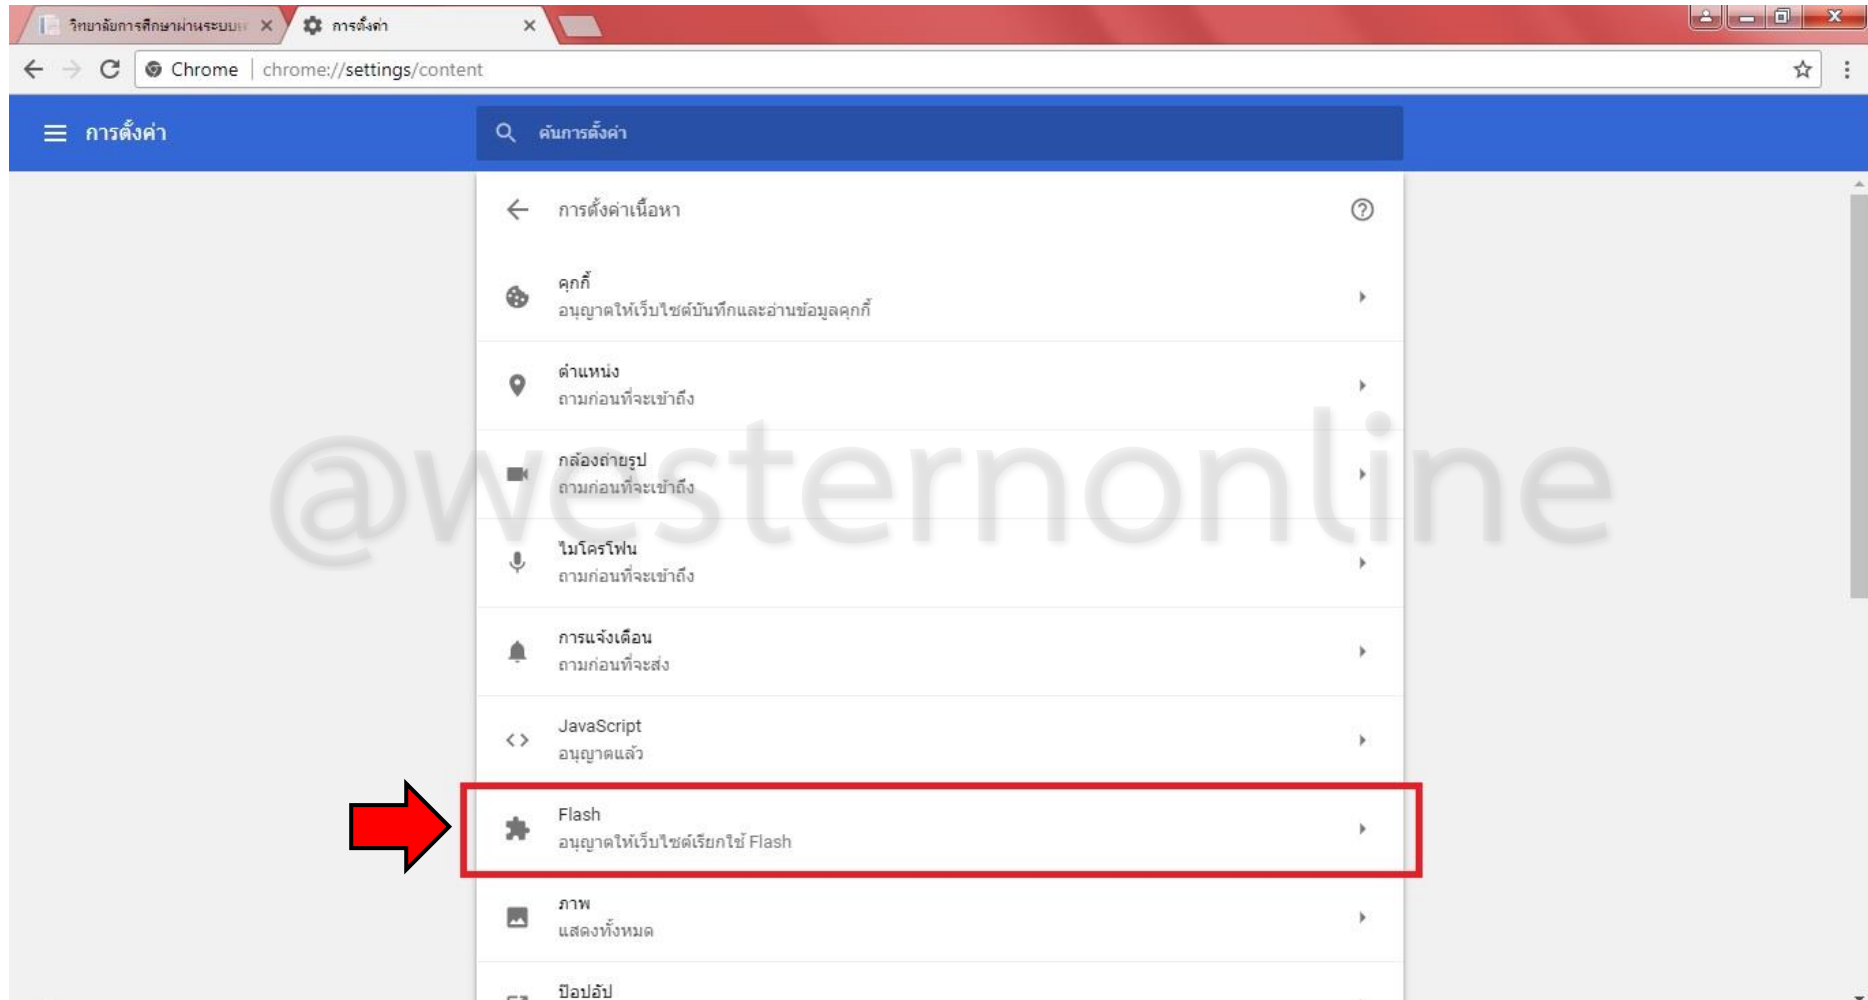 วิทยาลัยการศึกษาผ่านระบบ
การตั้งค่า
Chrome | chrome://settings/content
การตั้งค่า
ค้นการตั้งค่า
การตั้งค่าเนื้อหา
คุกกี้
อนุญาตให้เว็บไซต์บันทึกและอ่านข้อมูลคุกกี้
ตำแหน่ง
ถามก่อนที่จะเข้าถึง
@westernonline
กล้องถ่ายรูป
ถามก่อนที่จะเข้าถึง
ไมโครโฟน
ถามก่อนที่จะเข้าถึง
การแจ้งเตือน
ถามก่อนที่จะส่ง
JavaScript
อนุญาตแล้ว
Flash
อนุญาตให้เว็บไซต์เรียกใช้ Flash
ภาพ
แสดงทั้งหมด
ป๊อปอัป